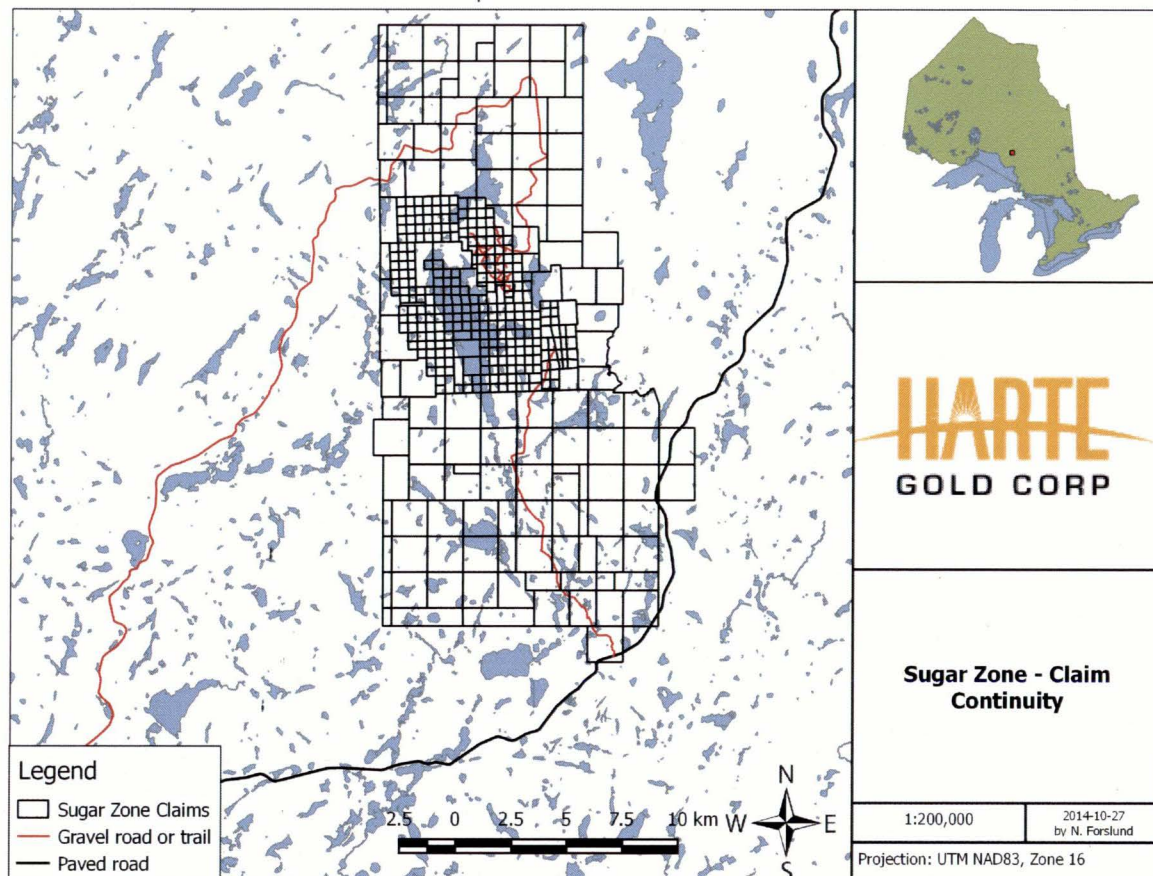 HARTE
GOLD CORP
Sugar Zone - Claim
Continuity
1:200,000
2014-10-27
by N. Forslund
Projection: UTM NAD83, Zone 16
Legend
Sugar Zone Claims
Gravel road or trail
Paved road
2.5 0 2.5 5 7.5 10 km
N
W
E
S